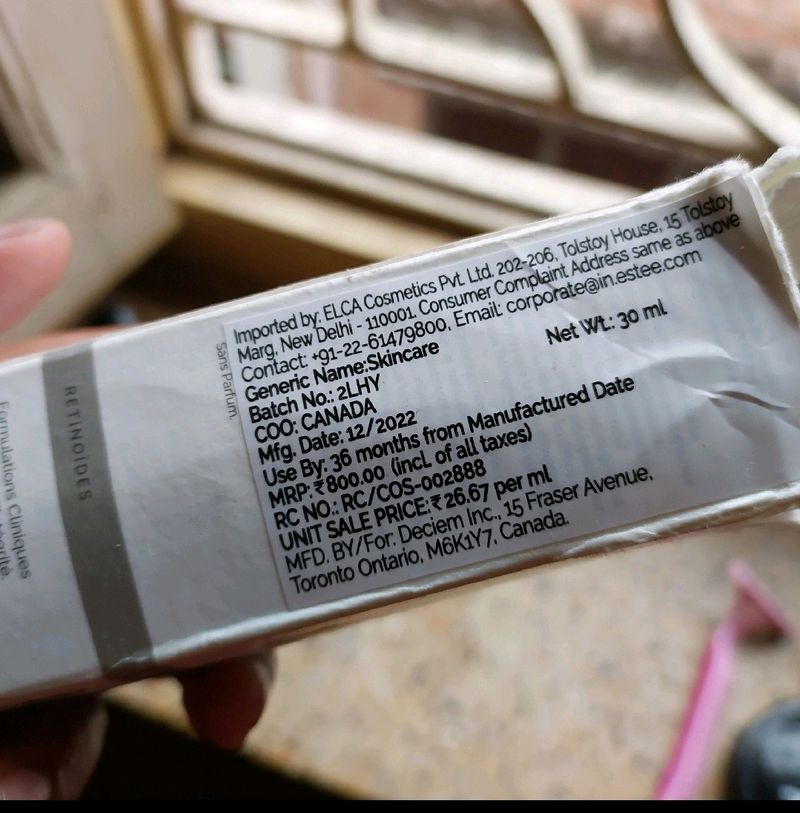 Imported by: ELCA Cosmetics Pvt. Ltd. 202-206, Tolstoy House, 15 Tolstoy
Marg, New Delhi - 110001. Consumer Complaint Address same as above
Contact: +91-22-61479800, Email: corporate@in.estee.com
Generic Name:Skincare
Net Wt.: 30 ml
Batch No.: 2LHY
COO: CANADA
Mfg. Date: 12/2022
Use By: 36 months from Manufactured Date
MRP: ₹800.00 (incl. of all taxes)
RC NO.: RC/COS-002888
UNIT SALE PRICE:₹26.67 per ml
MFD. BY/For: Deciem Inc., 15 Fraser Avenue,
Toronto Ontario, M6K1Y7, Canada.
Sans Parfum.
RETINOÏDES
Formulations Cliniques